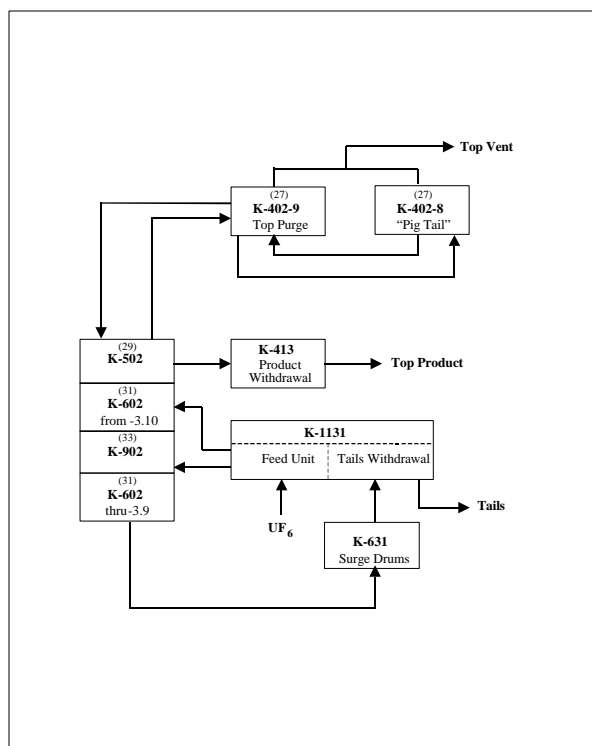 Top Vent
(27)
K-402-9
Top Purge
(27)
K-402-8
“Pig Tail”
(29)
K-502
K-413
Product
Withdrawal
Top Product
(31)
K-602
from -3.10
(33)
K-902
(31)
K-602
thru-3.9
K-1131
Feed Unit
Tails Withdrawal
UF6
Tails
K-631
Surge Drums